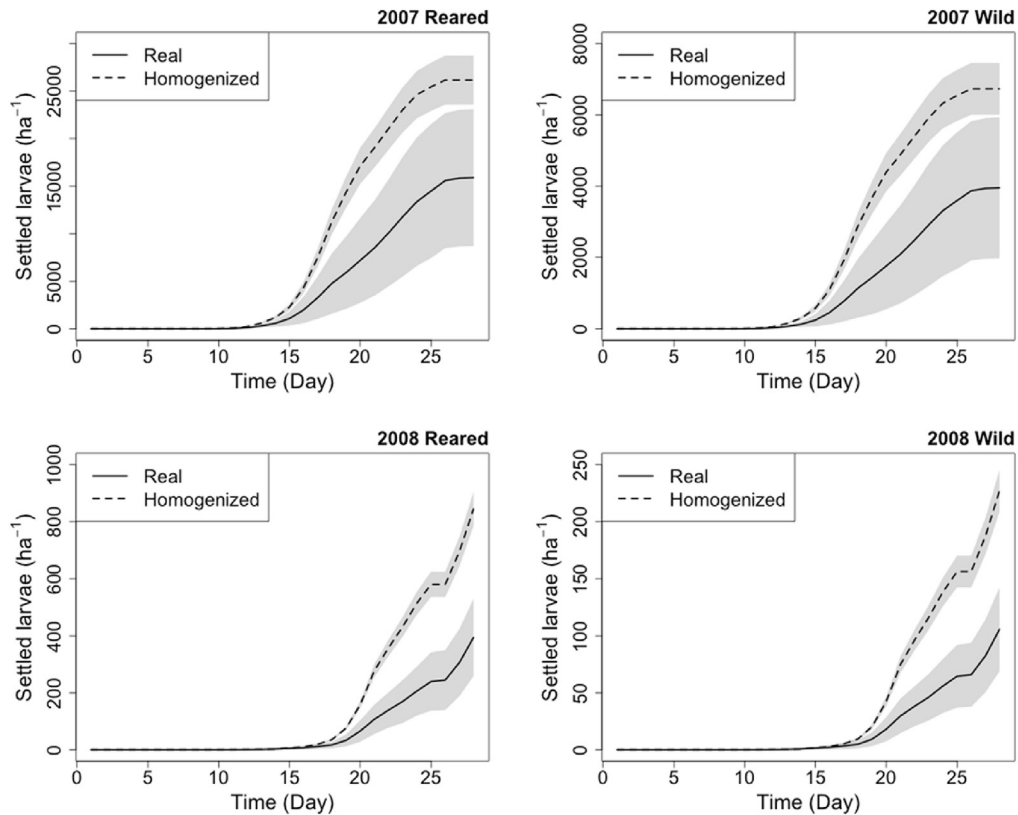 2007 Reared
Real
Homogenized
Settled larvae (ha⁻¹)
25000
15000
5000
0
0 5 10 15 20 25
Time (Day)
2007 Wild
Real
Homogenized
Settled larvae (ha⁻¹)
8000
6000
4000
2000
0
0 5 10 15 20 25
Time (Day)
2008 Reared
Real
Homogenized
Settled larvae (ha⁻¹)
1000
800
600
400
200
0
0 5 10 15 20 25
Time (Day)
2008 Wild
Real
Homogenized
Settled larvae (ha⁻¹)
250
200
150
100
50
0
0 5 10 15 20 25
Time (Day)